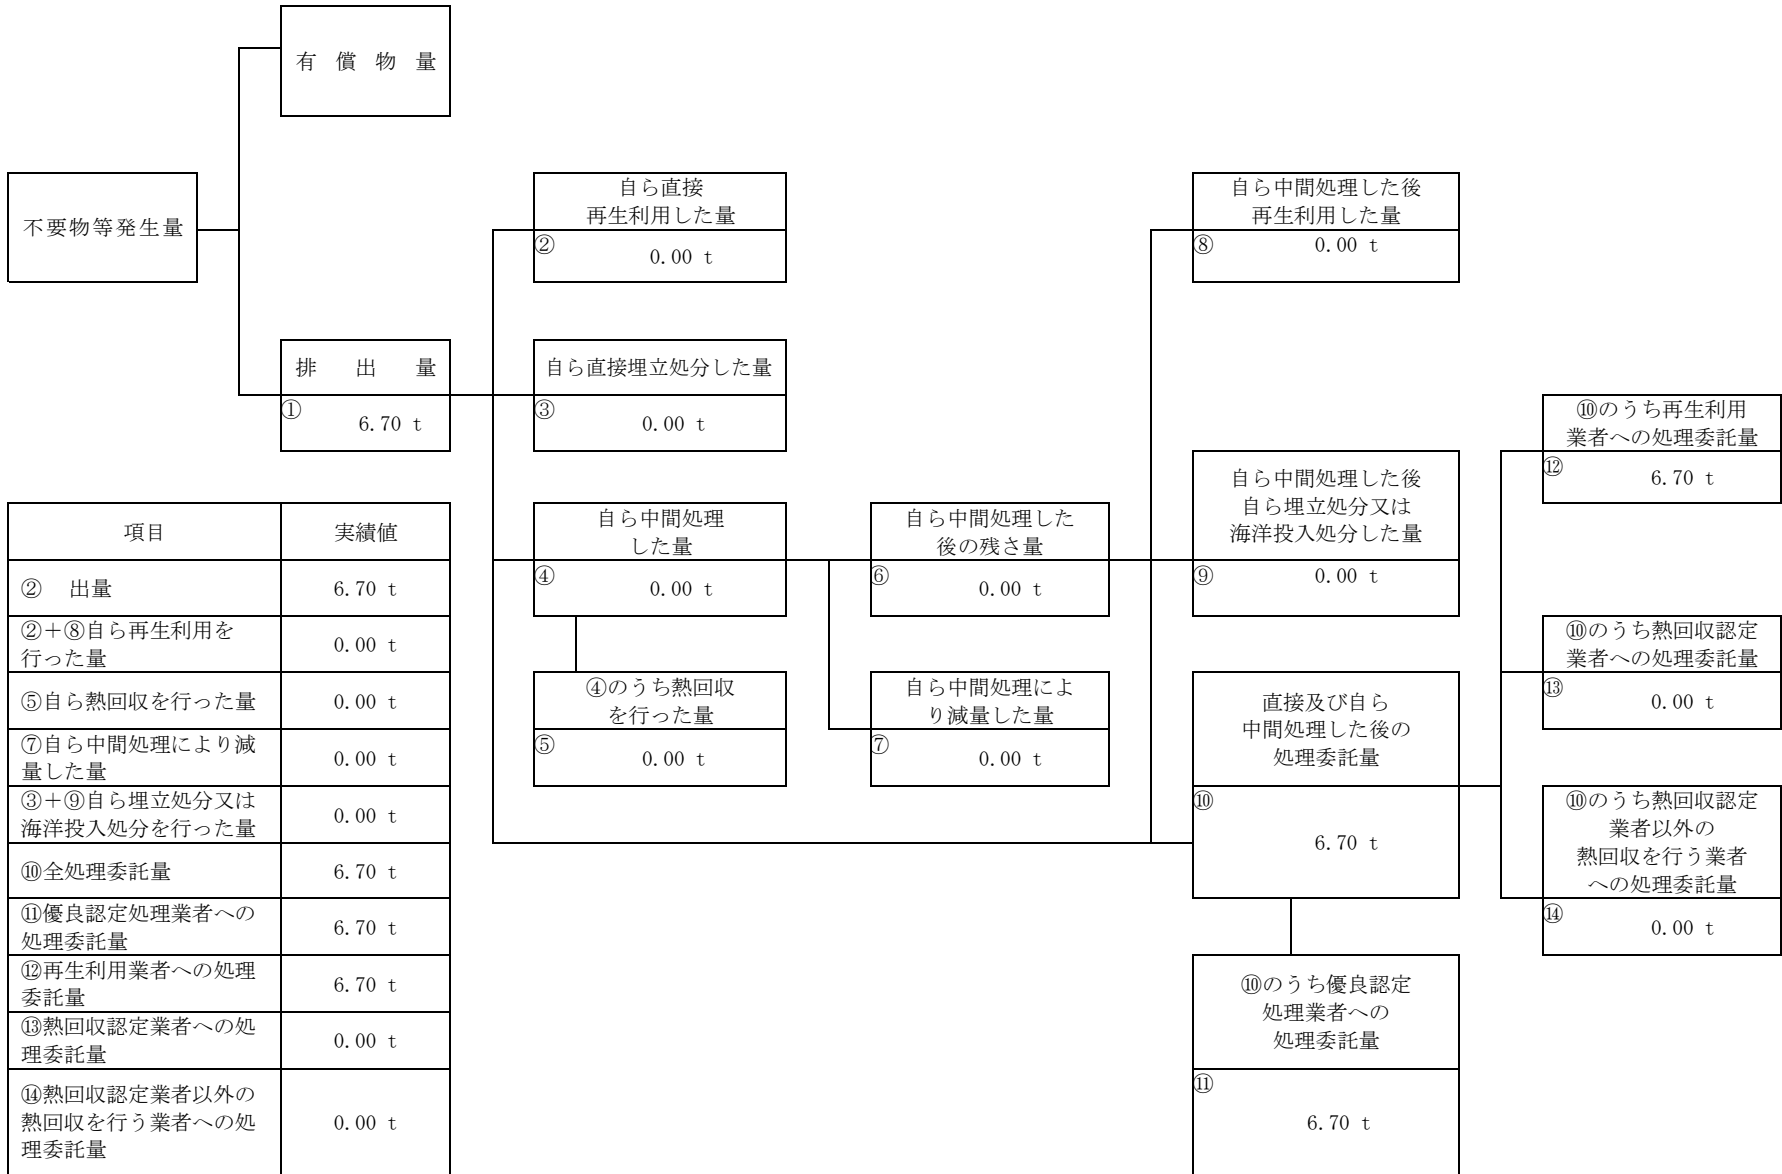 有　償　物　量
不要物等発生量
自ら直接
再生利用した量
②
0.00 t
自ら中間処理した後
再生利用した量
⑧
0.00 t
排　出　量
①
6.70 t
自ら直接埋立処分した量
③
0.00 t
⑩のうち再生利用
業者への処理委託量
⑫
6.70 t
自ら中間処理
した量
④
0.00 t
自ら中間処理した
後の残さ量
⑥
0.00 t
自ら中間処理した後
自ら埋立処分又は
海洋投入処分した量
⑨
0.00 t
⑩のうち熱回収認定
業者への処理委託量
⑬
0.00 t
④のうち熱回収
を行った量
⑤
0.00 t
自ら中間処理によ
り減量した量
⑦
0.00 t
直接及び自ら
中間処理した後の
処理委託量
⑩
6.70 t
⑩のうち熱回収認定
業者以外の
熱回収を行う業者
への処理委託量
⑭
0.00 t
⑩のうち優良認定
処理業者への
処理委託量
⑪
6.70 t
項目　実績値
②　出量　6.70 t
②＋⑧自ら再生利用を
行った量
0.00 t
⑤自ら熱回収を行った量　0.00 t
⑦自ら中間処理により減
量した量
0.00 t
③＋⑨自ら埋立処分又は
海洋投入処分を行った量
0.00 t
⑩全処理委託量　6.70 t
⑪優良認定処理業者への
処理委託量
6.70 t
⑫再生利用業者への処理
委託量
6.70 t
⑬熱回収認定業者への処
理委託量
0.00 t
⑭熱回収認定業者以外の
熱回収を行う業者への処
理委託量
0.00 t